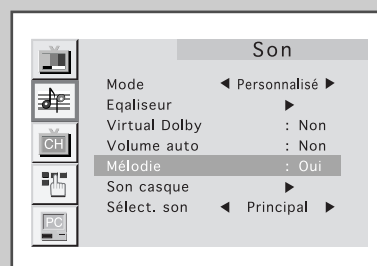 Son
Mode ◀ Personnalisé ▶
Eqaliseur ▶
Virtual Dolby : Non
CH
Volume auto : Non
Mélodie : Oui
Son casque ▶
Sélect. son ◀ Principal ▶
PC